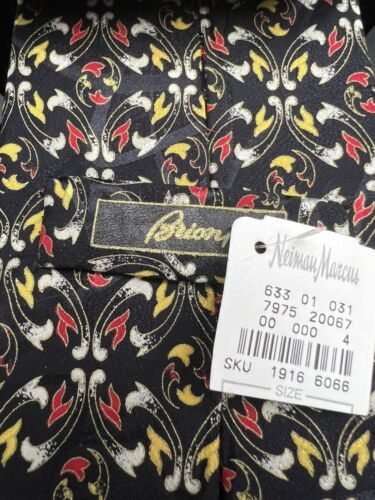 Brioni
Neiman Marcus
633 01 031
7975 20067
00 000 4
SKU 1916 6066
SIZE